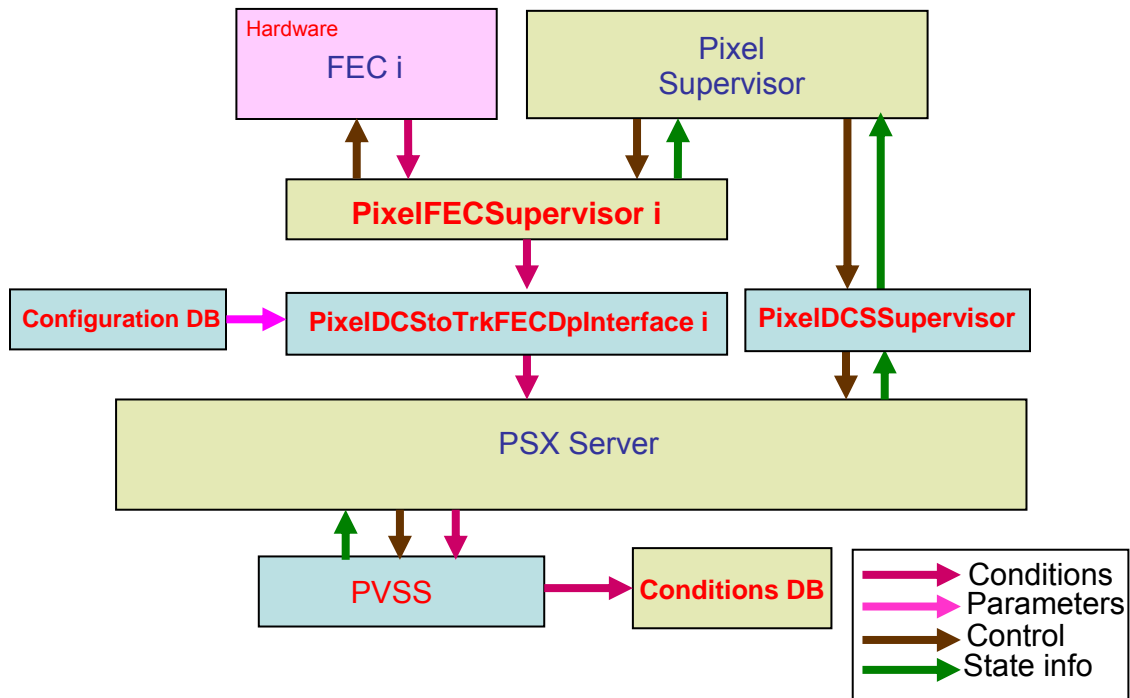 Hardware
FEC i
Pixel
Supervisor
PixelFECSupervisor i
Configuration DB
PixelDCStoTrkFECDpInterface i
PixelDCSSupervisor
PSX Server
PVSS
Conditions DB
Conditions
Parameters
Control
State info